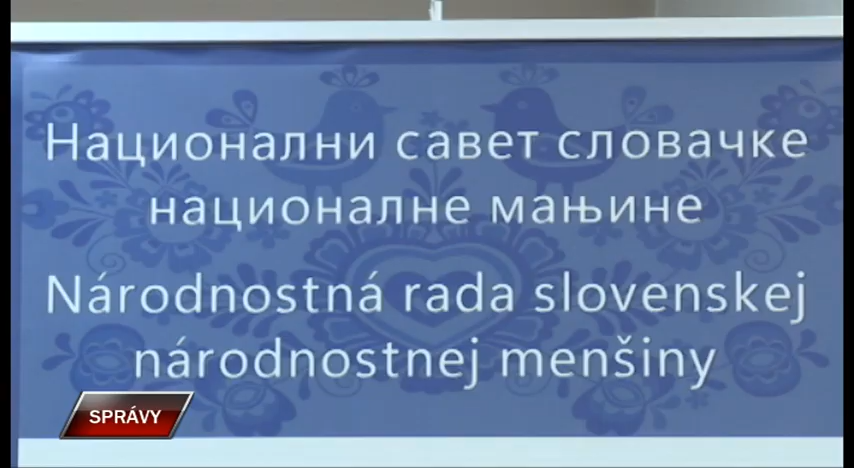 Национални савет словачке
националне мањине
Národnostná rada slovenskej
národnostnej menšiny
SPRÁVY